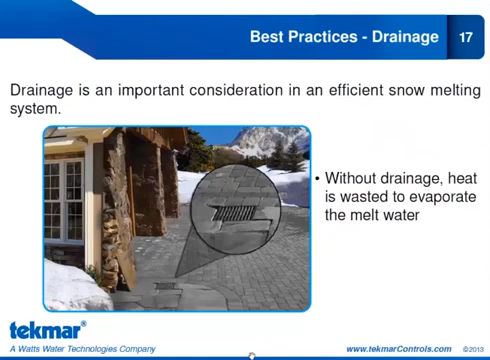 Best Practices - Drainage
17
Drainage is an important consideration in an efficient snow melting
system.
• Without drainage, heat
is wasted to evaporate
the melt water
tekmar®
A Watts Water Technologies Company
www.tekmarControls.com
©2013